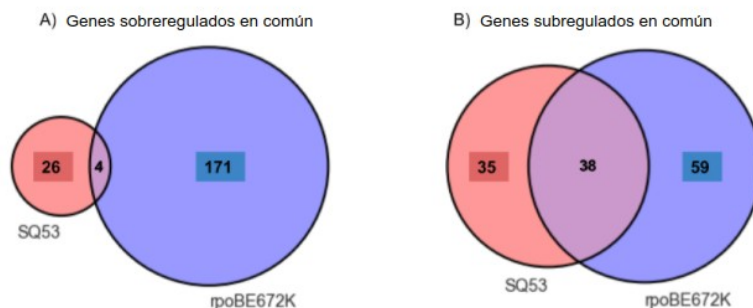 A) Genes sobreregulados en común
B) Genes subregulados en común
26
4
171
SQ53
rpoBE672K
35
38
59
SQ53
rpoBE672K